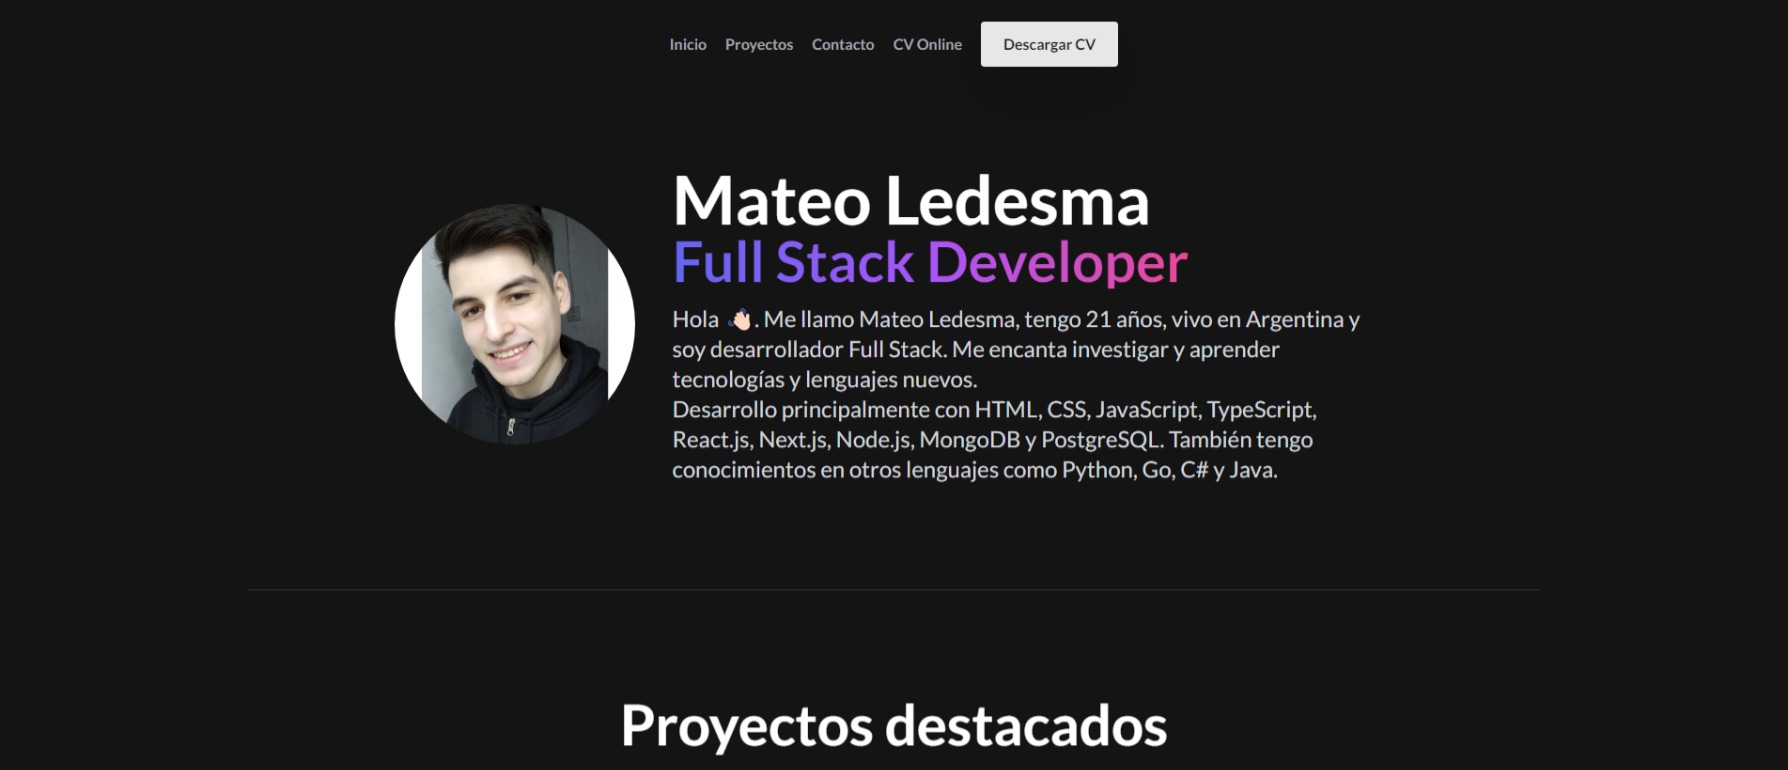 Inicio Proyectos Contacto CV Online Descargar CV
Mateo Ledesma
Full Stack Developer
Hola 👋🏻. Me llamo Mateo Ledesma, tengo 21 años, vivo en Argentina y
soy desarrollador Full Stack. Me encanta investigar y aprender
tecnologías y lenguajes nuevos.
Desarrollo principalmente con HTML, CSS, JavaScript, TypeScript,
React.js, Next.js, Node.js, MongoDB y PostgreSQL. También tengo
conocimientos en otros lenguajes como Python, Go, C# y Java.
Proyectos destacados